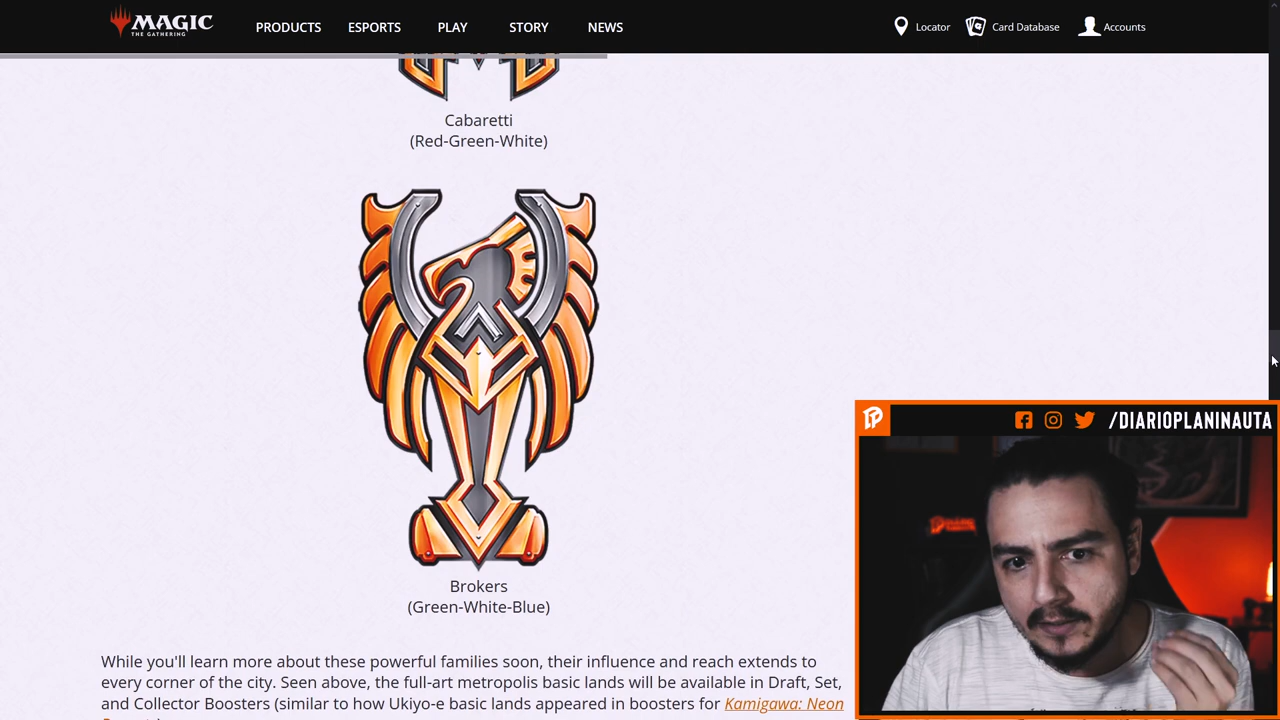 MAGIC
THE GATHERING
PRODUCTS ESPORTS PLAY STORY NEWS
Locator Card Database Accounts
Cabaretti
(Red-Green-White)
Brokers
(Green-White-Blue)
While you'll learn more about these powerful families soon, their influence and reach extends to
every corner of the city. Seen above, the full-art metropolis basic lands will be available in Draft, Set,
and Collector Boosters (similar to how Ukiyo-e basic lands appeared in boosters for Kamigawa: Neon
/DIARIOPLANINAUTA